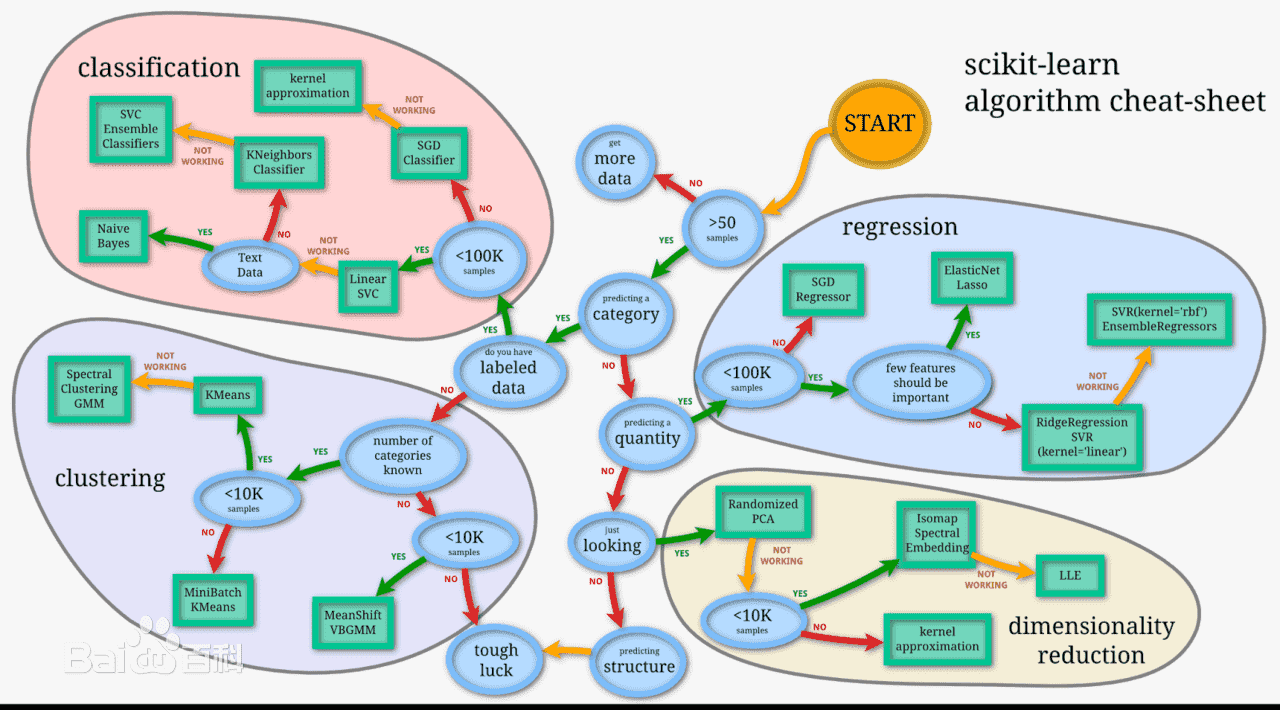 scikit-learn
algorithm cheat-sheet
START
classification
kernel
approximation
NOT
WORKING
SVC
Ensemble
Classifiers
NOT
WORKING
KNeighbors
Classifier
SGD
Classifier
NO
Naive
Bayes
YES
Text
Data
NO
NOT
WORKING
Linear
SVC
YES
<100K
samples
YES
get
more
data
NO
>50
samples
YES
predicting a
category
YES
NO
do you have
labeled
data
NO
predicting a
quantity
YES
NO
just
looking
YES
NO
predicting
structure
tough
luck
regression
SGD
Regressor
NO
<100K
samples
YES
ElasticNet
Lasso
YES
few features
should be
important
NO
SVR(kernel='rbf')
EnsembleRegressors
NOT
WORKING
RidgeRegression
SVR
(kernel='linear')
clustering
Spectral
Clustering
GMM
NOT
WORKING
KMeans
YES
<10K
samples
NO
MiniBatch
KMeans
number of
categories
known
YES
NO
<10K
samples
YES
NO
MeanShift
VBGMM
dimensionality
reduction
Randomized
PCA
NOT
WORKING
<10K
samples
YES
NO
Isomap
Spectral
Embedding
NOT
WORKING
LLE
kernel
approximation
Bai百科